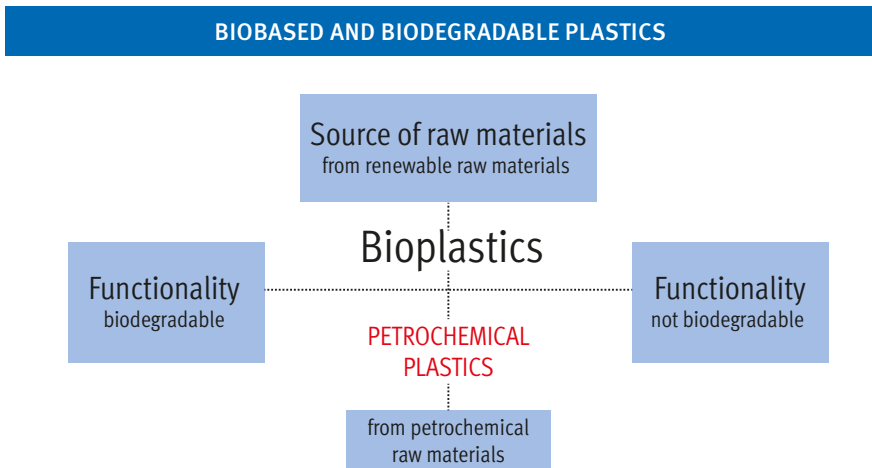 BIOBASED AND BIODEGRADABLE PLASTICS
Source of raw materials
from renewable raw materials
Bioplastics
Functionality
biodegradable
Functionality
not biodegradable
PETROCHEMICAL
PLASTICS
from petrochemical
raw materials